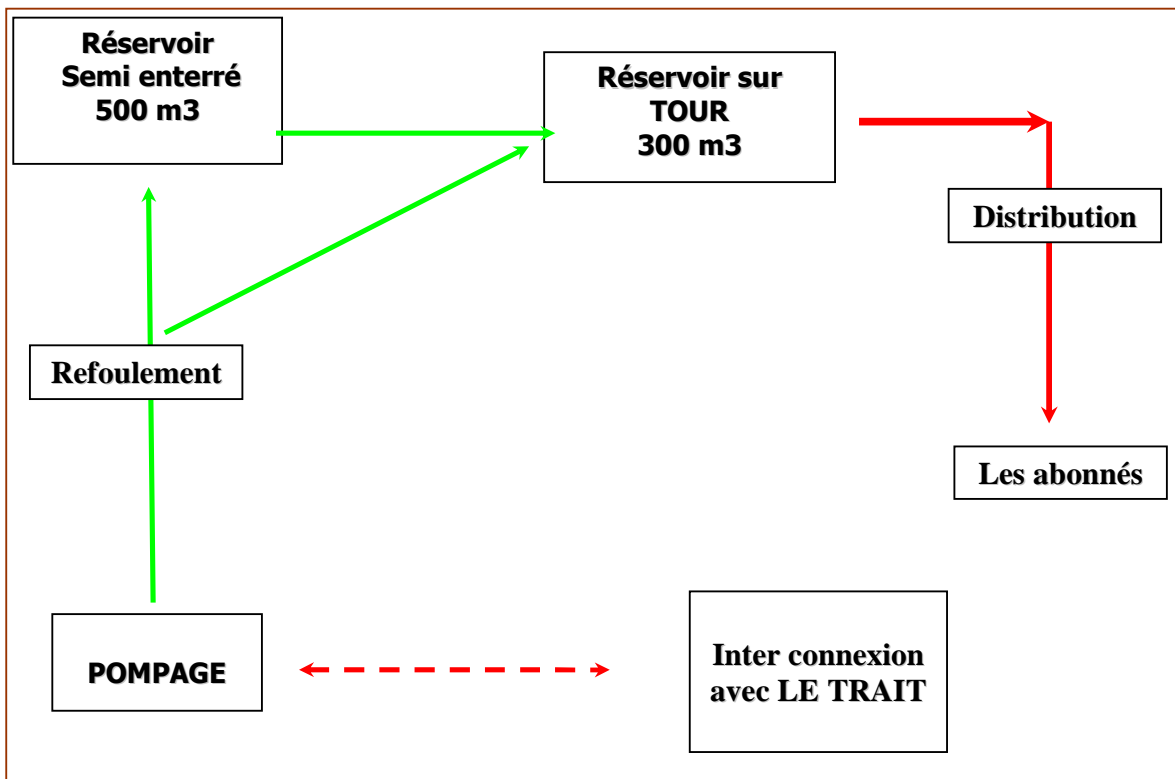 Réservoir
Semi enterré
500 m3
Réservoir sur
TOUR
300 m3
Distribution
Refoulement
Les abonnés
POMPAGE
Inter connexion
avec LE TRAIT